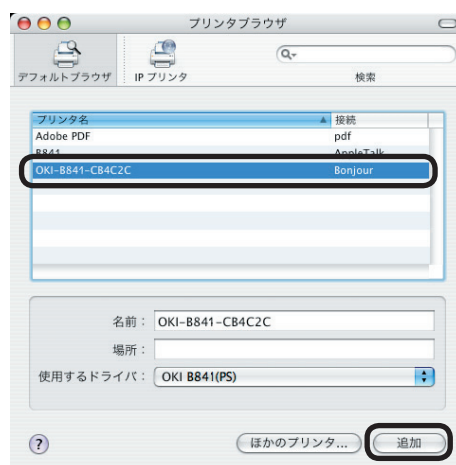 プリンタブラウザ
デフォルトブラウザ IP プリンタ 検索
プリンタ名 接続
Adobe PDF pdf
B841 AppleTalk
OKI-B841-CB4C2C Bonjour
名前： OKI-B841-CB4C2C
場所：
使用するドライバ： OKI B841(PS)
? ほかのプリンタ... 追加